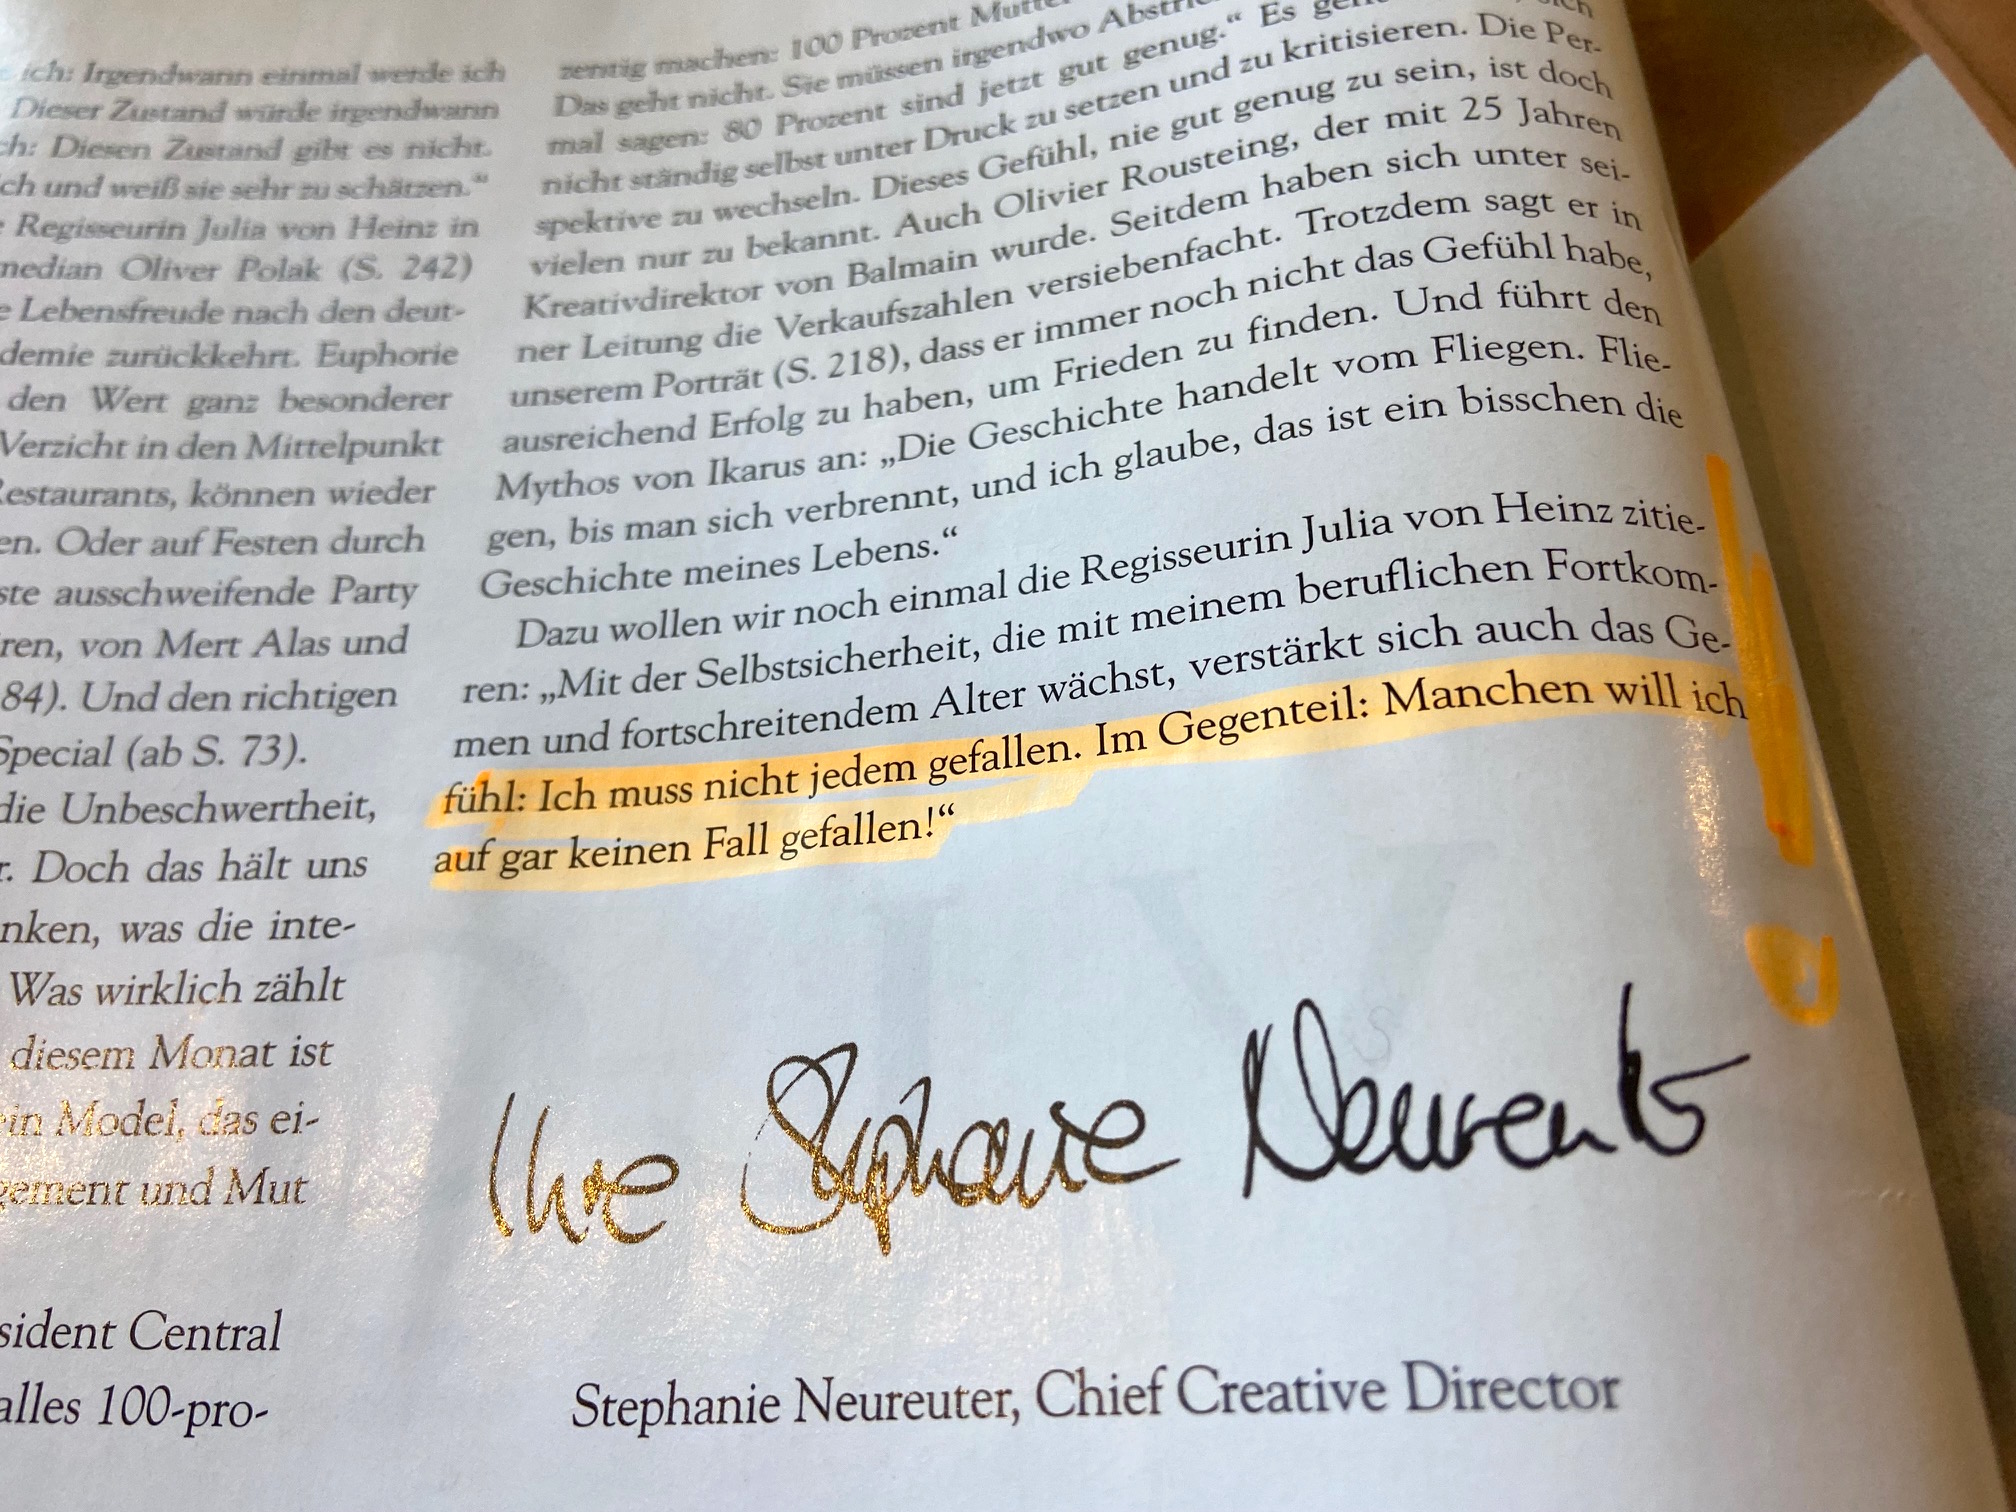 ich: Irgendwann einmal werde ich
Dieser Zustand würde irgendwann
ch: Diesen Zustand gibt es nicht.
ch und weiß sie sehr zu schätzen.“
Regisseurin Julia von Heinz in
median Oliver Polak (S. 242)
e Lebensfreude nach den deut-
demie zurückkehrt. Euphorie
den Wert ganz besonderer
Verzicht in den Mittelpunkt
Restaurants, können wieder
en. Oder auf Festen durch
ste ausschweifende Party
ren, von Mert Alas und
84). Und den richtigen
Special (ab S. 73).
die Unbeschwertheit,
r. Doch das hält uns
nken, was die inte-
Was wirklich zählt
diesem Monat ist
ein Model, das ei-
gement und Mut
sident Central
alles 100-pro-
zentig machen: 100 Prozent
Das geht nicht. Sie müssen irgendwo
mal sagen: 80 Prozent sind jetzt gut genug.“ Es
nicht ständig selbst unter Druck zu setzen und zu kritisieren. Die Per-
spektive zu wechseln. Dieses Gefühl, nie gut genug zu sein, ist doch
vielen nur zu bekannt. Auch Olivier Rousteing, der mit 25 Jahren
Kreativdirektor von Balmain wurde. Seitdem haben sich unter sei-
ner Leitung die Verkaufszahlen versiebenfacht. Trotzdem sagt er in
unserem Porträt (S. 218), dass er immer noch nicht das Gefühl habe,
ausreichend Erfolg zu haben, um Frieden zu finden. Und führt den
Mythos von Ikarus an: „Die Geschichte handelt vom Fliegen. Flie-
gen, bis man sich verbrennt, und ich glaube, das ist ein bisschen die
Geschichte meines Lebens.“
Dazu wollen wir noch einmal die Regisseurin Julia von Heinz zitie-
ren: „Mit der Selbstsicherheit, die mit meinem beruflichen Fortkom-
men und fortschreitendem Alter wächst, verstärkt sich auch das Ge-
fühl: Ich muss nicht jedem gefallen. Im Gegenteil: Manchen will ich
auf gar keinen Fall gefallen!“
Ihre Stephanie Neureuter
Stephanie Neureuter, Chief Creative Director